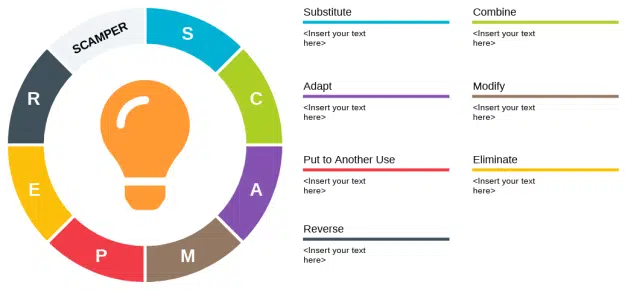 SCAMPER
S
C
A
M
P
E
R
Substitute
<Insert your text
here>
Combine
<Insert your text
here>
Adapt
<Insert your text
here>
Modify
<Insert your text
here>
Put to Another Use
<Insert your text
here>
Eliminate
<Insert your text
here>
Reverse
<Insert your text
here>